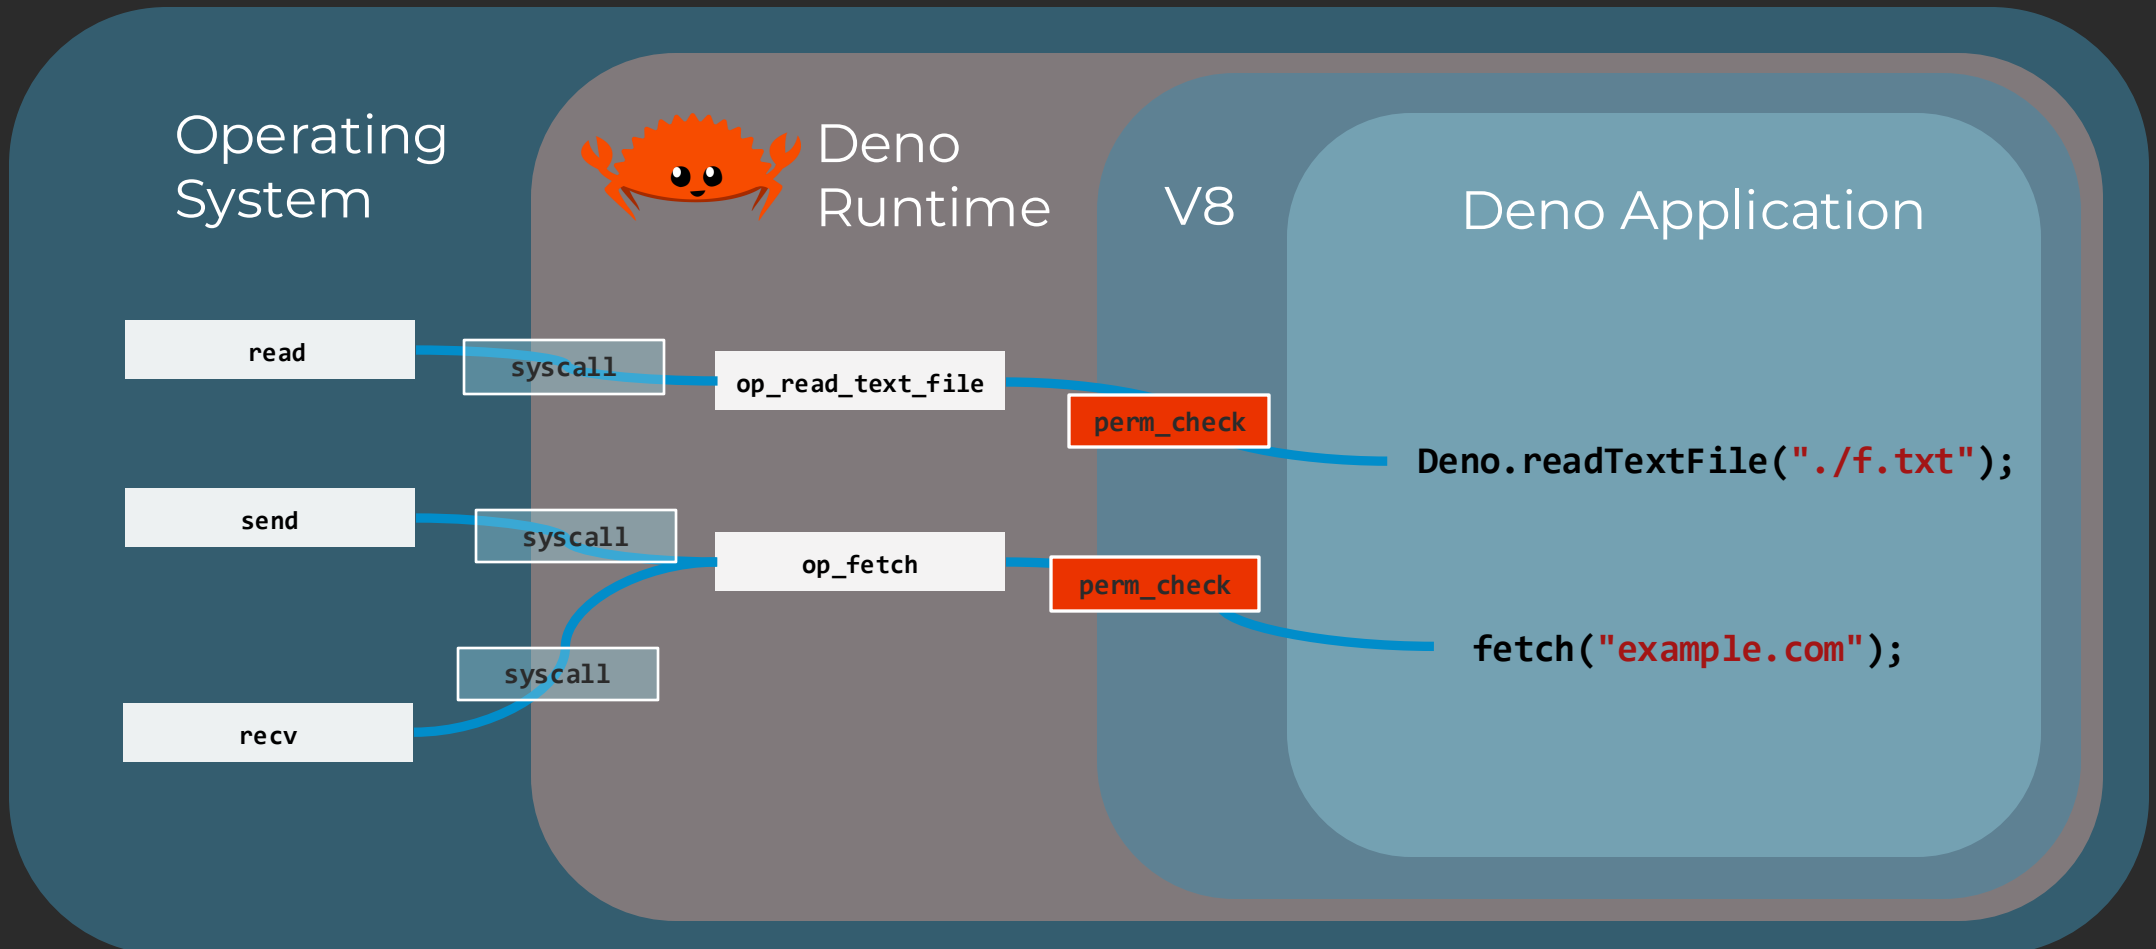 Operating
System
Deno
Runtime
V8
Deno Application
read
syscall
op_read_text_file
perm_check
Deno.readTextFile("./f.txt");
send
syscall
op_fetch
perm_check
fetch("example.com");
syscall
recv